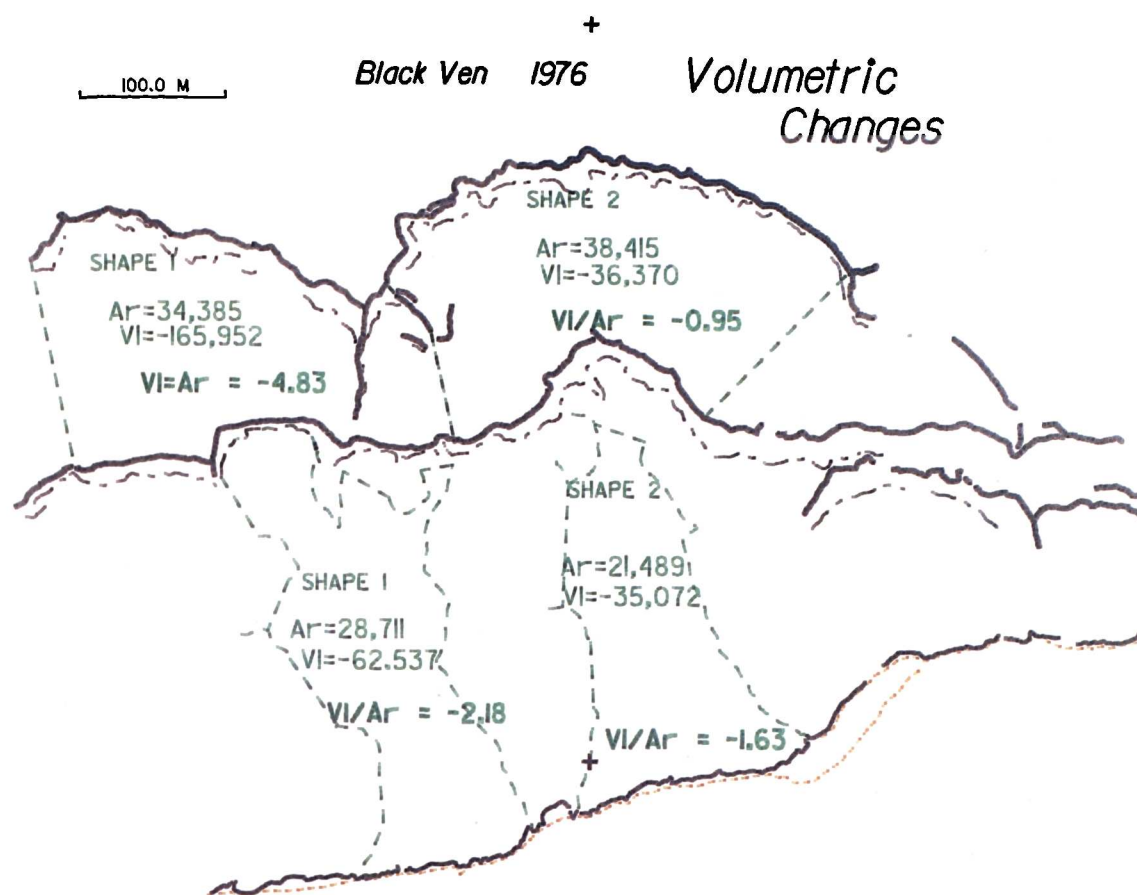 Black Ven 1976
Volumetric
Changes
100.0 M
SHAPE 1
Ar=34,385
Vl=-165,952
Vl=Ar = -4.83
SHAPE 2
Ar=38,415
Vl=-36,370
Vl/Ar = -0.95
SHAPE 1
Ar=28,711
Vl=-62.537
Vl/Ar = -2.18
SHAPE 2
Ar=21,489
Vl=-35,072
Vl/Ar = -1.63